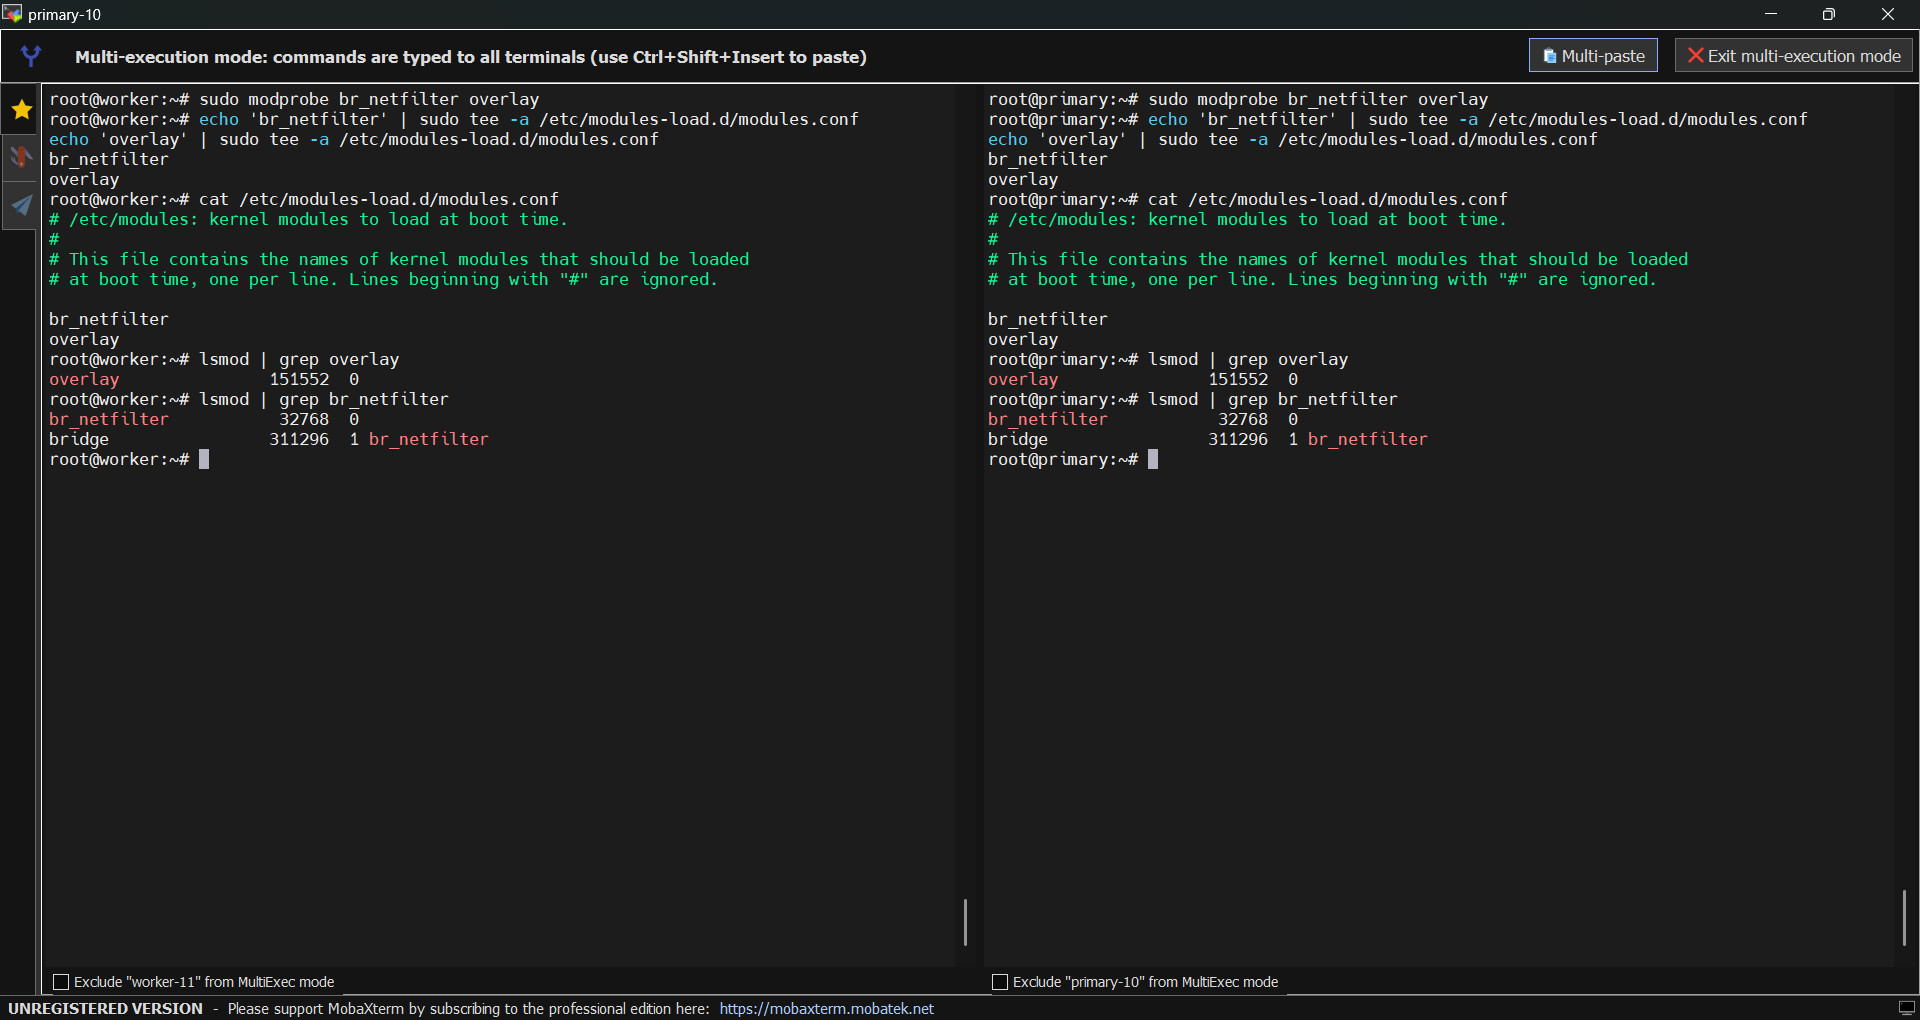 primary-10
Multi-execution mode: commands are typed to all terminals (use Ctrl+Shift+Insert to paste)
Multi-paste
Exit multi-execution mode
root@worker:~# sudo modprobe br_netfilter overlay
root@worker:~# echo 'br_netfilter' | sudo tee -a /etc/modules-load.d/modules.conf
echo 'overlay' | sudo tee -a /etc/modules-load.d/modules.conf
br_netfilter
overlay
root@worker:~# cat /etc/modules-load.d/modules.conf
# /etc/modules: kernel modules to load at boot time.
#
# This file contains the names of kernel modules that should be loaded
# at boot time, one per line. Lines beginning with "#" are ignored.
br_netfilter
overlay
root@worker:~# lsmod | grep overlay
overlay 151552 0
root@worker:~# lsmod | grep br_netfilter
br_netfilter 32768 0
bridge 311296 1 br_netfilter
root@worker:~#
Exclude "worker-11" from MultiExec mode
root@primary:~# sudo modprobe br_netfilter overlay
root@primary:~# echo 'br_netfilter' | sudo tee -a /etc/modules-load.d/modules.conf
echo 'overlay' | sudo tee -a /etc/modules-load.d/modules.conf
br_netfilter
overlay
root@primary:~# cat /etc/modules-load.d/modules.conf
# /etc/modules: kernel modules to load at boot time.
#
# This file contains the names of kernel modules that should be loaded
# at boot time, one per line. Lines beginning with "#" are ignored.
br_netfilter
overlay
root@primary:~# lsmod | grep overlay
overlay 151552 0
root@primary:~# lsmod | grep br_netfilter
br_netfilter 32768 0
bridge 311296 1 br_netfilter
root@primary:~#
Exclude "primary-10" from MultiExec mode
UNREGISTERED VERSION - Please support MobaXterm by subscribing to the professional edition here: https://mobaxterm.mobatek.net